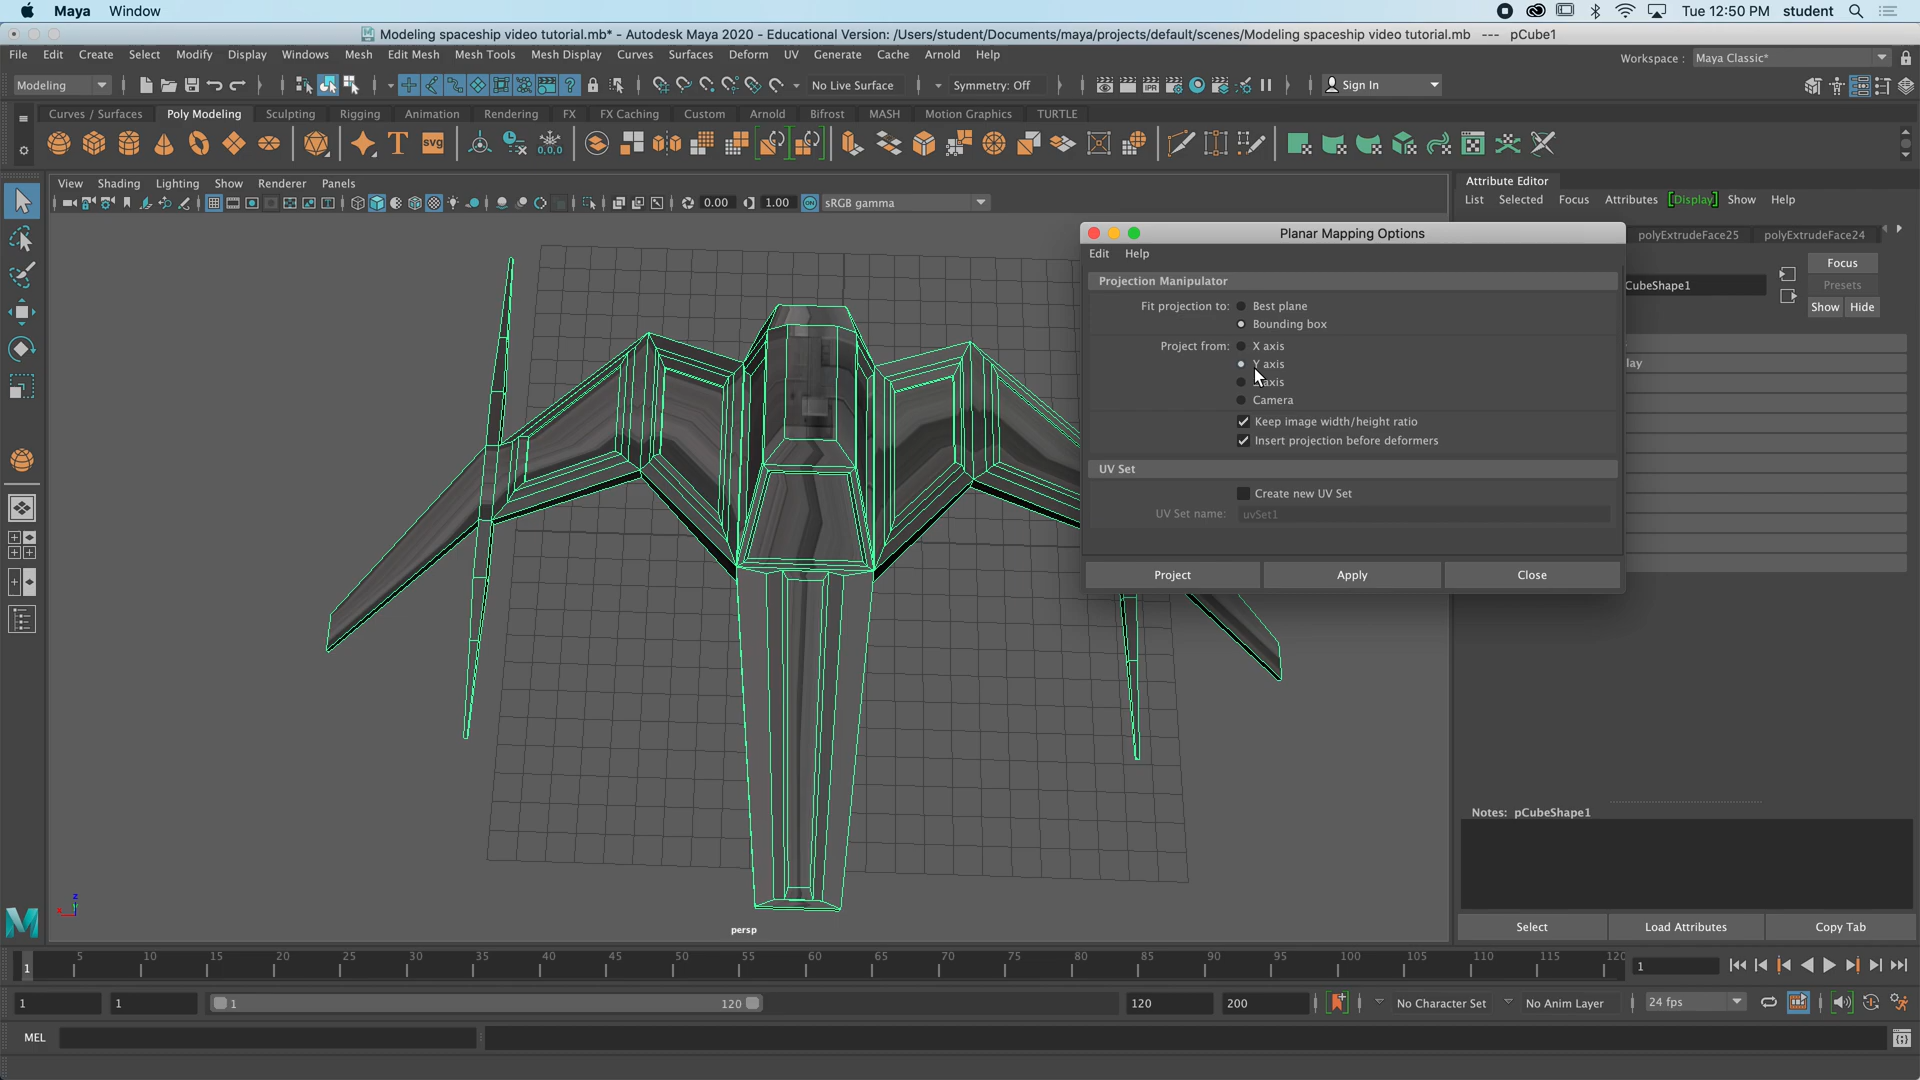 Maya Window Tue 12:50 PM student
Modeling spaceship video tutorial.mb* - Autodesk Maya 2020 - Educational Version: /Users/student/Documents/maya/projects/default/scenes/Modeling spaceship video tutorial.mb --- pCube1
File Edit Create Select Modify Display Windows Mesh Edit Mesh Mesh Tools Mesh Display Curves Surfaces Deform UV Generate Cache Arnold Help Workspace : Maya Classic*
Modeling No Live Surface Symmetry: Off Sign In
Curves / Surfaces Poly Modeling Sculpting Rigging Animation Rendering FX FX Caching Custom Arnold Bifrost MASH Motion Graphics TURTLE
T SVG 0,0,0
View Shading Lighting Show Renderer Panels
0.00 1.00 ON sRGB gamma
Attribute Editor
List Selected Focus Attributes Display Show Help
polyExtrudeFace25 polyExtrudeFace24
CubeShape1
Focus
Presets
Show Hide
lay
Planar Mapping Options
Edit Help
Projection Manipulator
Fit projection to: Best plane
Bounding box
Project from: X axis
Y axis
axis
Camera
Keep image width/height ratio
Insert projection before deformers
UV Set
Create new UV Set
UV Set name: uvSet1
Project Apply Close
Notes: pCubeShape1
Select Load Attributes Copy Tab
z
x
persp
M
1 5 10 15 20 25 30 35 40 45 50 55 60 65 70 75 80 85 90 95 100 105 110 115 120 1
1 1 1 120 120 200 No Character Set No Anim Layer 24 fps
MEL